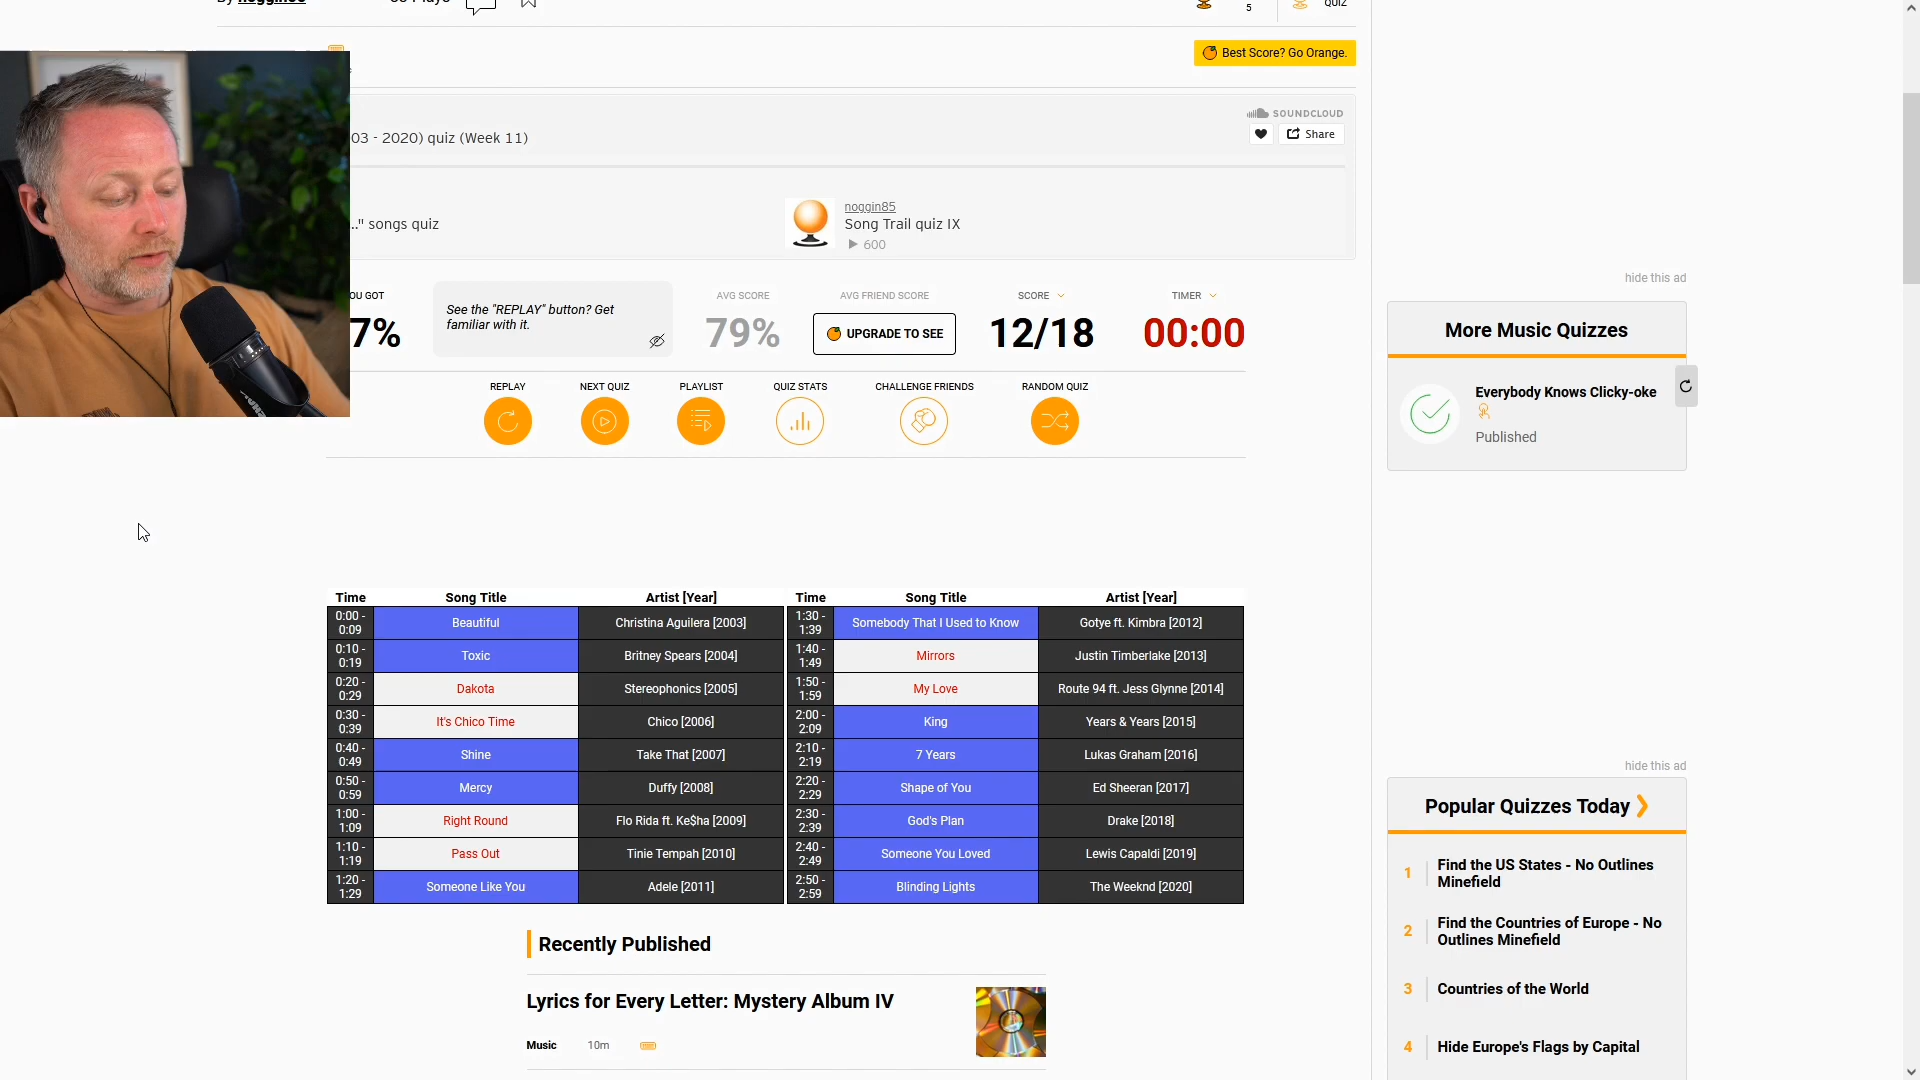 By noggin85
5
QUIZ
Best Score? Go Orange.
SOUNDCLOUD
03 - 2020) quiz (Week 11)
Share
..." songs quiz
noggin85
Song Trail quiz IX
600
OU GOT
7%
See the "REPLAY" button? Get
familiar with it.
AVG SCORE
79%
AVG FRIEND SCORE
UPGRADE TO SEE
SCORE
12/18
TIMER
00:00
REPLAY
NEXT QUIZ
PLAYLIST
QUIZ STATS
CHALLENGE FRIENDS
RANDOM QUIZ
Time Song Title Artist [Year]
0:00 - 0:09 Beautiful Christina Aguilera [2003]
0:10 - 0:19 Toxic Britney Spears [2004]
0:20 - 0:29 Dakota Stereophonics [2005]
0:30 - 0:39 It's Chico Time Chico [2006]
0:40 - 0:49 Shine Take That [2007]
0:50 - 0:59 Mercy Duffy [2008]
1:00 - 1:09 Right Round Flo Rida ft. Ke$ha [2009]
1:10 - 1:19 Pass Out Tinie Tempah [2010]
1:20 - 1:29 Someone Like You Adele [2011]
Time Song Title Artist [Year]
1:30 - 1:39 Somebody That I Used to Know Gotye ft. Kimbra [2012]
1:40 - 1:49 Mirrors Justin Timberlake [2013]
1:50 - 1:59 My Love Route 94 ft. Jess Glynne [2014]
2:00 - 2:09 King Years & Years [2015]
2:10 - 2:19 7 Years Lukas Graham [2016]
2:20 - 2:29 Shape of You Ed Sheeran [2017]
2:30 - 2:39 God's Plan Drake [2018]
2:40 - 2:49 Someone You Loved Lewis Capaldi [2019]
2:50 - 2:59 Blinding Lights The Weeknd [2020]
Recently Published
Lyrics for Every Letter: Mystery Album IV
Music 10m
hide this ad
More Music Quizzes
Everybody Knows Clicky-oke
Published
hide this ad
Popular Quizzes Today
1 Find the US States - No Outlines
Minefield
2 Find the Countries of Europe - No
Outlines Minefield
3 Countries of the World
4 Hide Europe's Flags by Capital